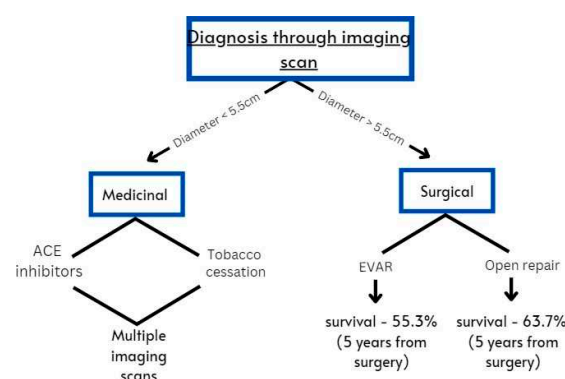 Diagnosis through imaging
scan
Diameter < 5.5cm
Diameter > 5.5cm
Medicinal
Surgical
ACE
inhibitors
Tobacco
cessation
EVAR
Open repair
Multiple
imaging
scans
survival - 55.3%
(5 years from
surgery)
survival - 63.7%
(5 years from
surgery)